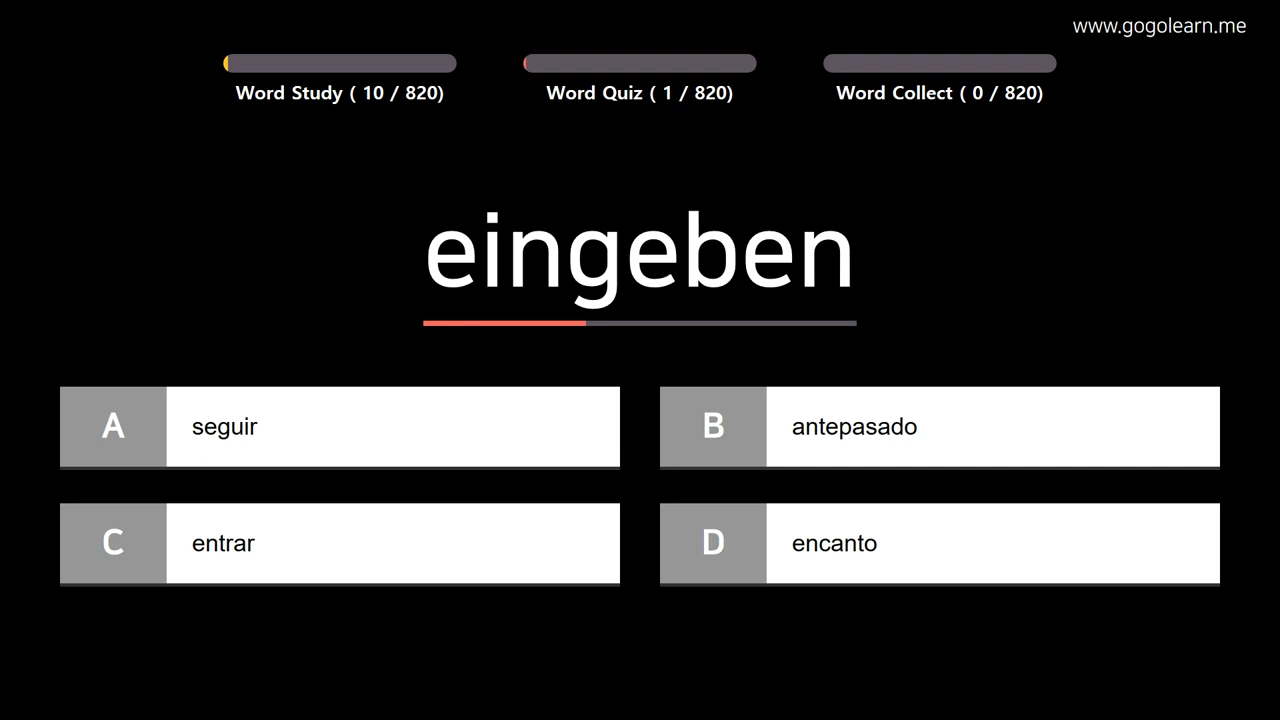 www.gogolearn.me
Word Study ( 10 / 820)
Word Quiz ( 1 / 820)
Word Collect ( 0 / 820)
eingeben
A seguir
B antepasado
C entrar
D encanto